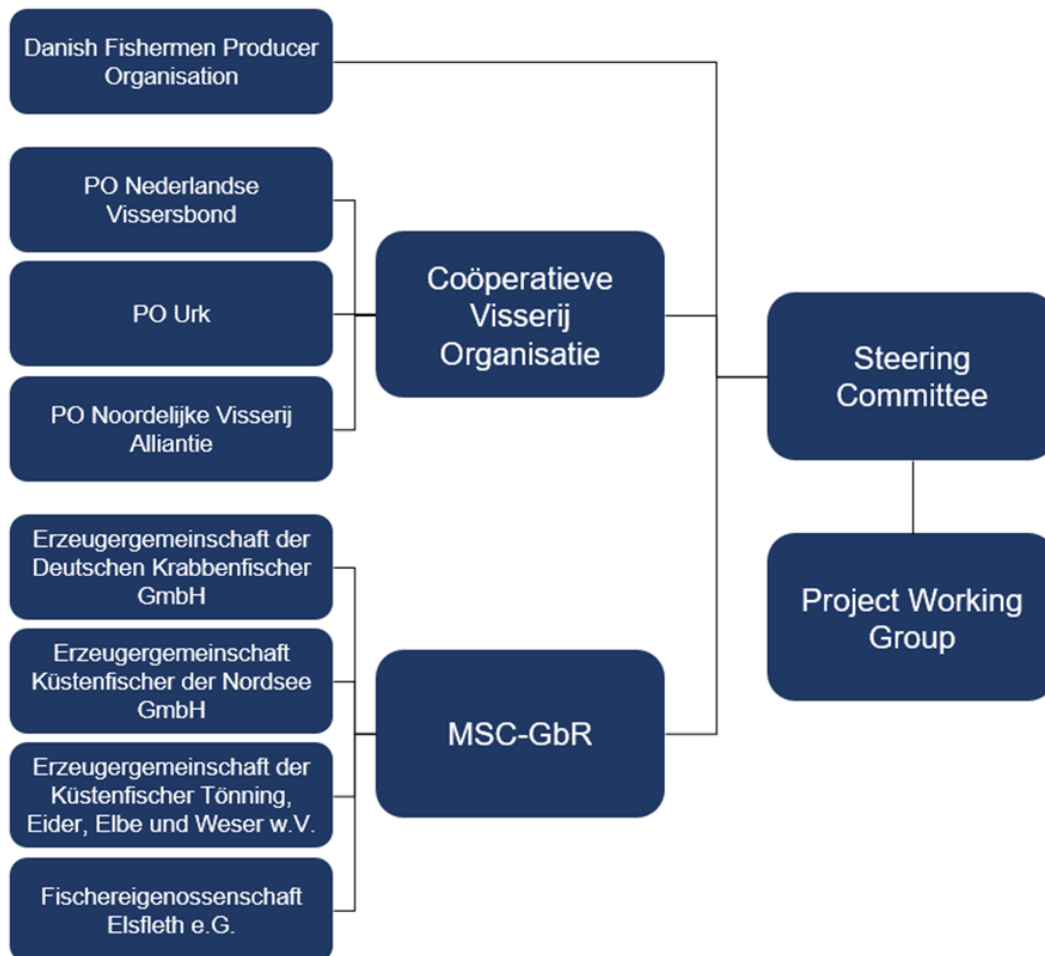 Danish Fishermen Producer
Organisation
PO Nederlandse
Vissersbond
PO Urk
PO Noordelijke Visserij
Alliantie
Coöperatieve
Visserij
Organisatie
Erzeugergemeinschaft der
Deutschen Krabbenfischer
GmbH
Erzeugergemeinschaft
Küstenfischer der Nordsee
GmbH
Erzeugergemeinschaft der
Küstenfischer Tönning,
Eider, Elbe und Weser w.V.
Fischereigenossenschaft
Elsfleth e.G.
MSC-GbR
Steering
Committee
Project Working
Group